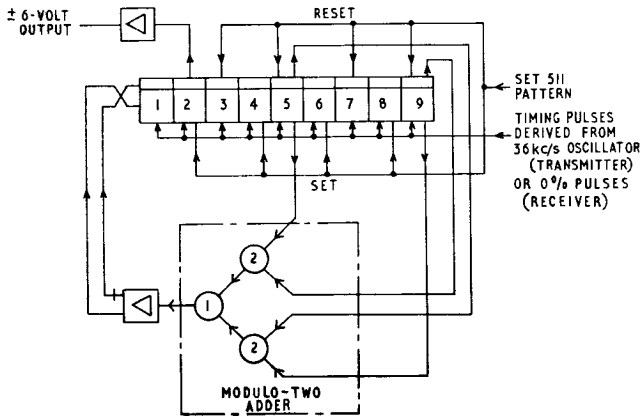 ± 6-VOLT
OUTPUT
RESET
1 2 3 4 5 6 7 8 9
SET 511
PATTERN
TIMING PULSES
DERIVED FROM
36kc/s OSCILLATOR
(TRANSMITTER)
OR 0% PULSES
(RECEIVER)
SET
2
1
2
MODULO-TWO
ADDER